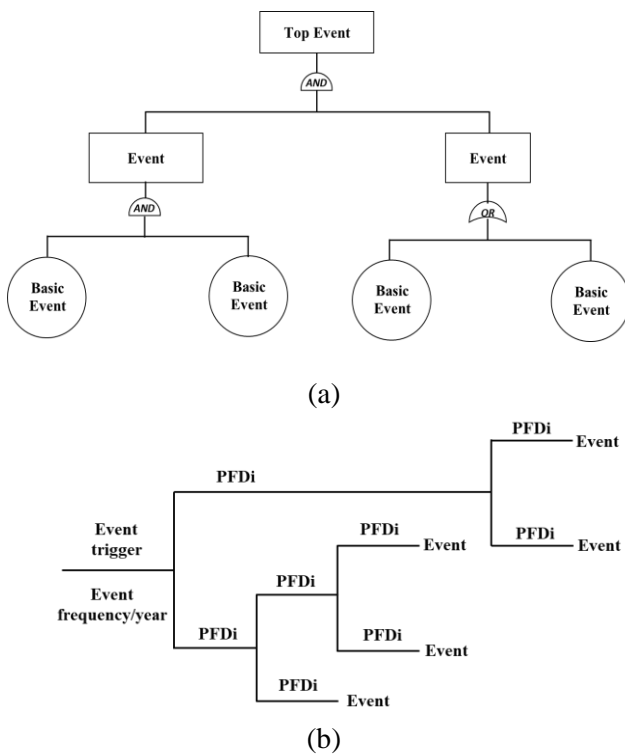 Top Event
AND
Event
Event
AND
OR
Basic
Event
Basic
Event
Basic
Event
Basic
Event
(a)
PFDi
Event
PFDi
PFDi
Event
trigger
PFDi
Event
PFDi
Event
PFDi
Event
frequency/year
PFDi
PFDi
Event
PFDi
Event
(b)